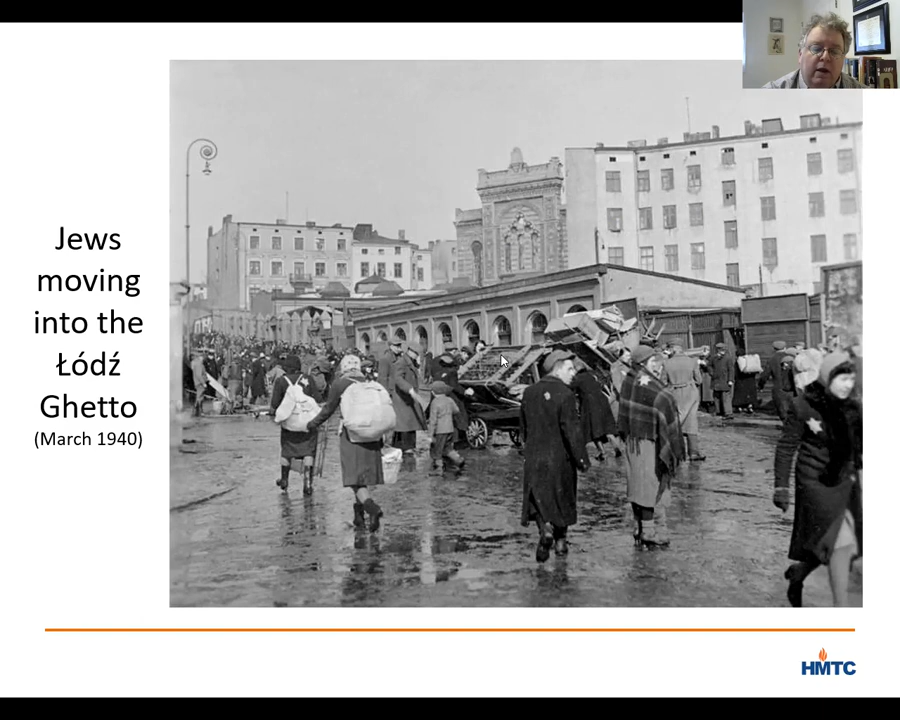 Jews
moving
into the
Łódź
Ghetto
(March 1940)
HMTC